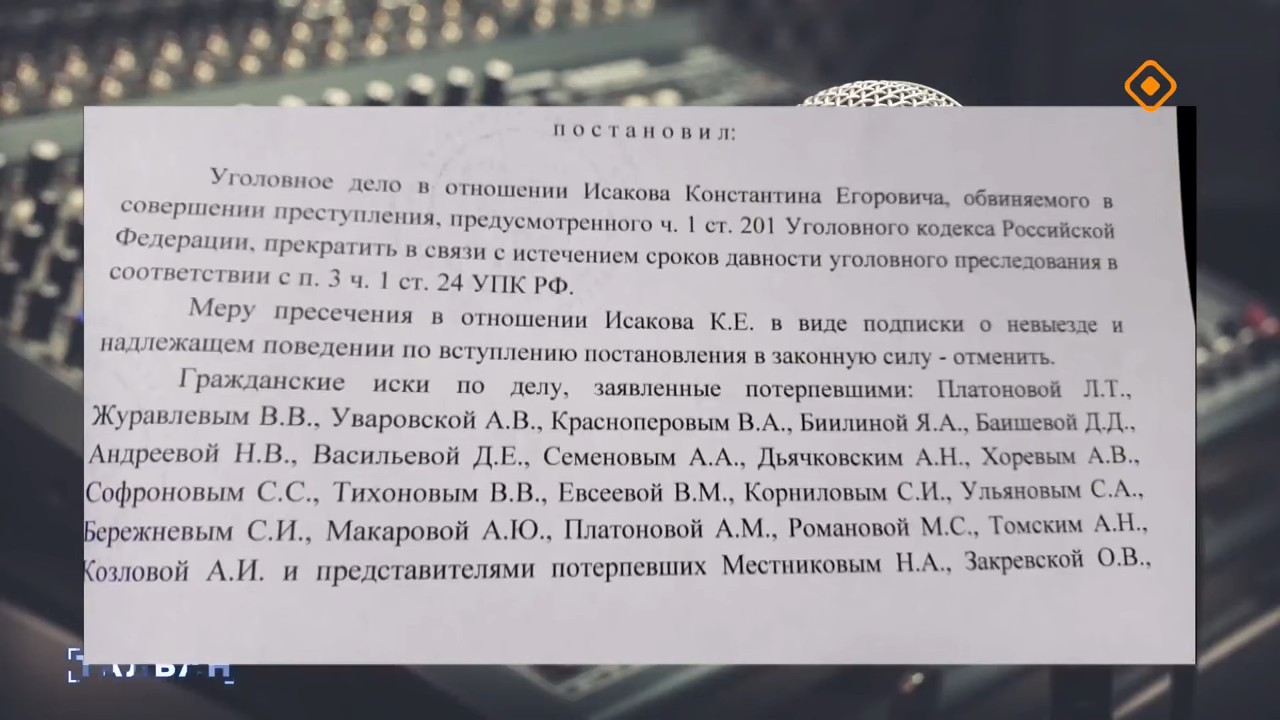 постановил:
Уголовное дело в отношении Исакова Константина Егоровича, обвиняемого в
совершении преступления, предусмотренного ч. 1 ст. 201 Уголовного кодекса Российской
Федерации, прекратить в связи с истечением сроков давности уголовного преследования в
соответствии с п. 3 ч. 1 ст. 24 УПК РФ.
Меру пресечения в отношении Исакова К.Е. в виде подписки о невыезде и
надлежащем поведении по вступлению постановления в законную силу - отменить.
Гражданские иски по делу, заявленные потерпевшими: Платоновой Л.Т.,
Журавлевым В.В., Уваровской А.В., Красноперовым В.А., Биилиной Я.А., Баишевой Д.Д.,
Андреевой Н.В., Васильевой Д.Е., Семеновым А.А., Дьячковским А.Н., Хоревым А.В.,
Софроновым С.С., Тихоновым В.В., Евсеевой В.М., Корниловым С.И., Ульяновым С.А.,
Бережневым С.И., Макаровой А.Ю., Платоновой А.М., Романовой М.С., Томским А.Н.,
Козловой А.И. и представителями потерпевших Местниковым Н.А., Закревской О.В.,